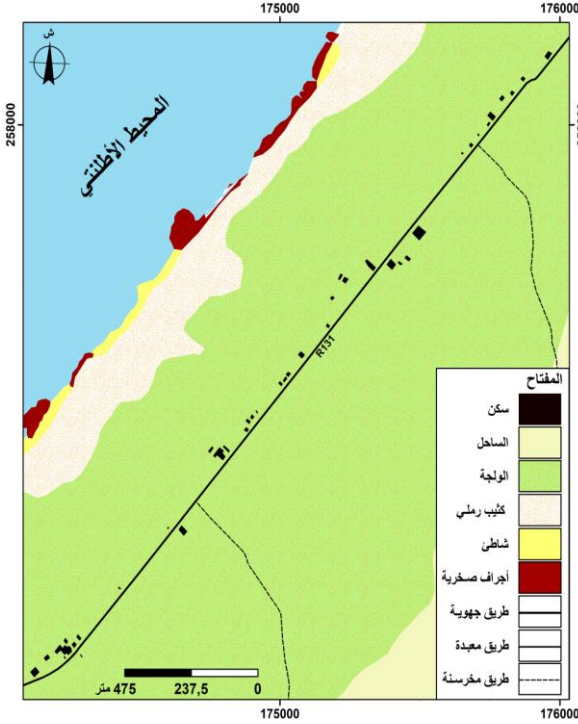 175000
176000
ش
258000
المحيط الأطلنتي
R131
المفتاح
سكن
الساحل
الولجة
كثيب رملي
شاطئ
أجراف صخرية
طريق جهوية
طريق معبدة
طريق مخرسنة
475 متر
237,5
0
175000
176000